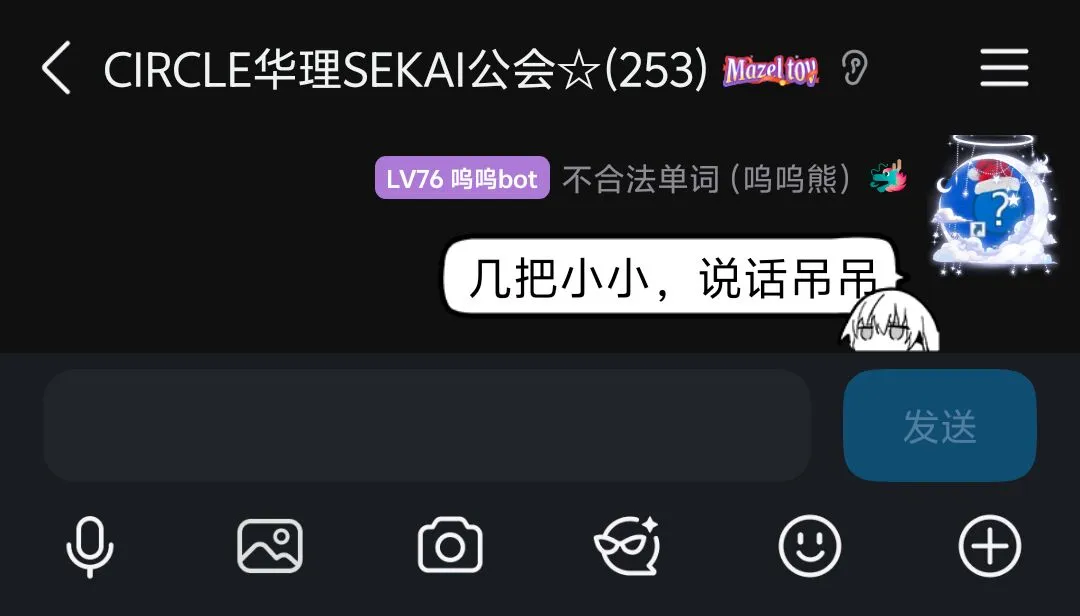 CIRCLE华理SEKAI公会☆(253) Mazel toy
LV76 呜呜bot 不合法单词 (呜呜熊)
?
几把小小，说话吊吊
发送